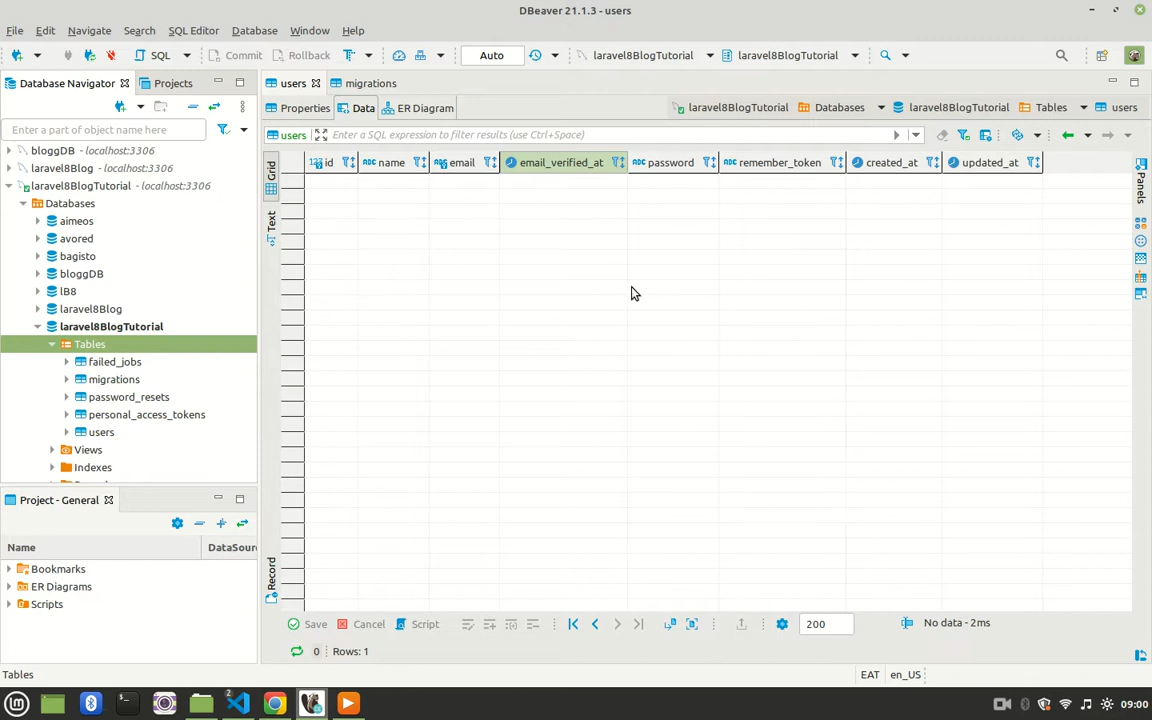 DBeaver 21.1.3 - users
File Edit Navigate Search SQL Editor Database Window Help
SQL Commit Rollback Auto laravel8BlogTutorial laravel8BlogTutorial
Database Navigator Projects
users migrations
Properties Data ER Diagram laravel8BlogTutorial Databases laravel8BlogTutorial Tables users
Enter a part of object name here
users Enter a SQL expression to filter results (use Ctrl+Space)
id name email email_verified_at password remember_token created_at updated_at
bloggDB - localhost:3306
laravel8Blog - localhost:3306
laravel8BlogTutorial - localhost:3306
Databases
aimeos
avored
bagisto
bloggDB
lB8
laravel8Blog
laravel8BlogTutorial
Tables
failed_jobs
migrations
password_resets
personal_access_tokens
users
Views
Indexes
Grid
Text
Record
Panels
Project - General
Name DataSour
Bookmarks
ER Diagrams
Scripts
Save Cancel Script 200 No data - 2ms
0 Rows: 1
Tables EAT en_US
2
09:00